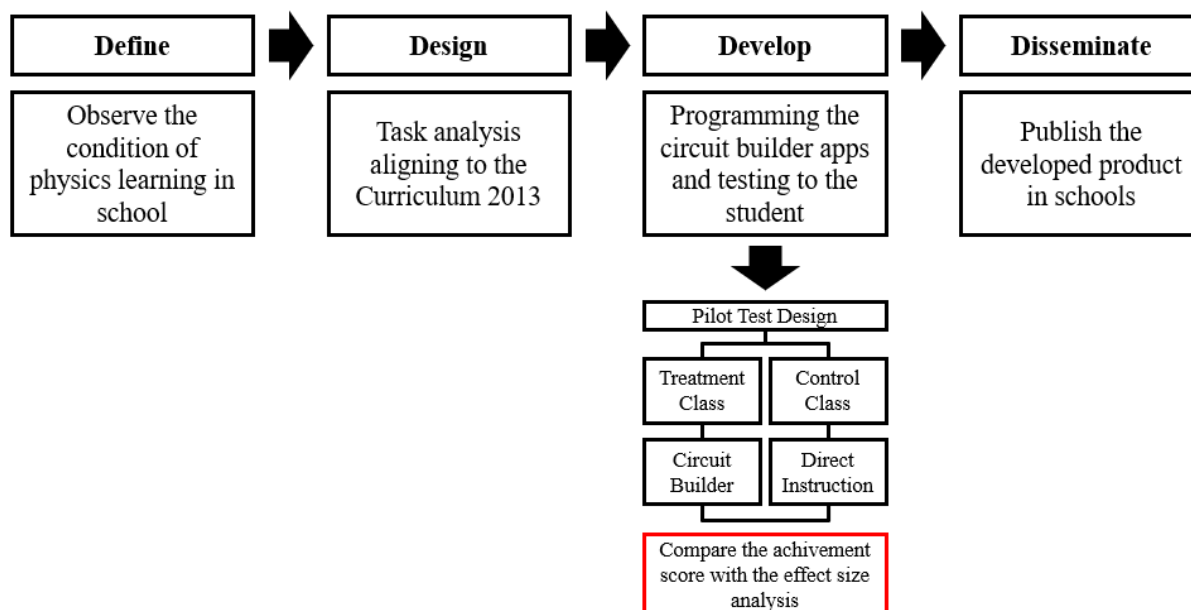 Define
Design
Develop
Disseminate
Observe the
condition of
physics learning in
school
Task analysis
aligning to the
Curriculum 2013
Programming the
circuit builder apps
and testing to the
student
Publish the
developed product
in schools
Pilot Test Design
Treatment
Class
Control
Class
Circuit
Builder
Direct
Instruction
Compare the achivement
score with the effect size
analysis